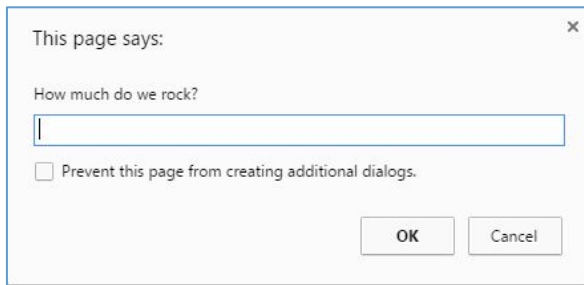 This page says:
How much do we rock?
Prevent this page from creating additional dialogs.
OK Cancel